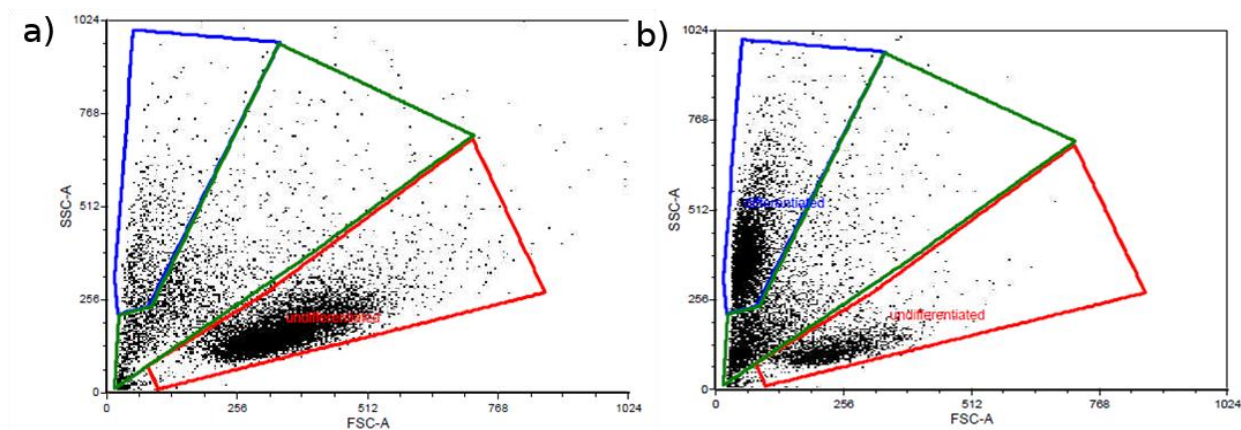 a)
1024
768
512
256
0
SSC-A
undifferentiated
0 256 512 768 1024
FSC-A
b)
1024
768
512
256
0
SSC-A
differentiated
undifferentiated
0 256 512 768 1024
FSC-A